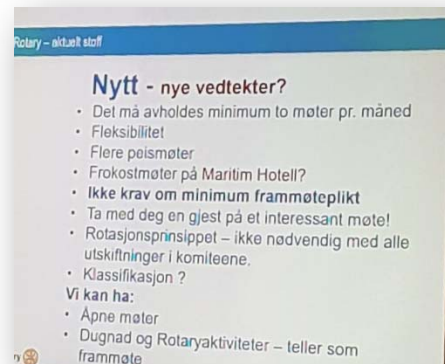 Rotary – aktuelt stoff
Nytt - nye vedtekter?
• Det må avholdes minimum to møter pr. måned
• Fleksibilitet
• Flere peismøter
• Frokostmøter på Maritim Hotell?
• Ikke krav om minimum frammøteplikt
• Ta med deg en gjest på et interessant møte!
• Rotasjonsprinsippet – ikke nødvendig med alle
utskiftninger i komiteene.
• Klassifikasjon ?
Vi kan ha:
• Åpne møter
• Dugnad og Rotaryaktiviteter – teller som
frammøte